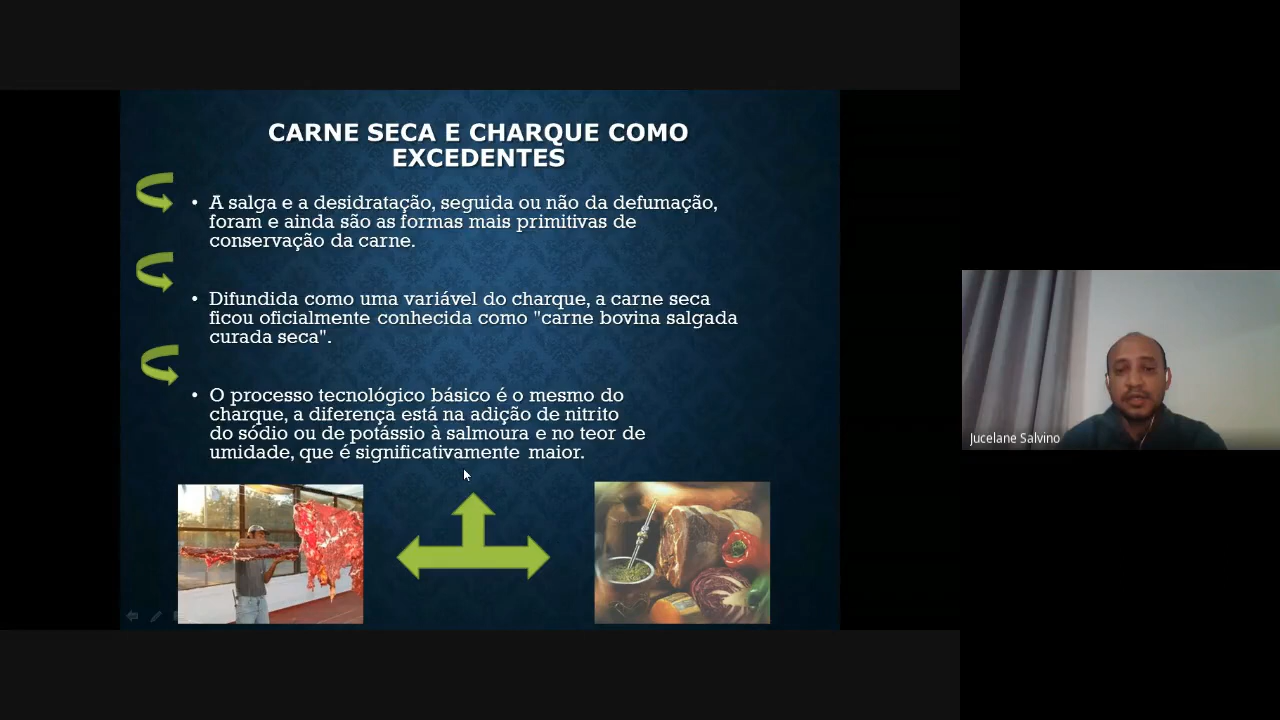 CARNE SECA E CHARQUE COMO
EXCEDENTES
• A salga e a desidratação, seguida ou não da defumação,
foram e ainda são as formas mais primitivas de
conservação da carne.
• Difundida como uma variável do charque, a carne seca
ficou oficialmente conhecida como "carne bovina salgada
curada seca".
• O processo tecnológico básico é o mesmo do
charque, a diferença está na adição de nitrito
do sódio ou de potássio à salmoura e no teor de
umidade, que é significativamente maior.
Jucelane Salvino